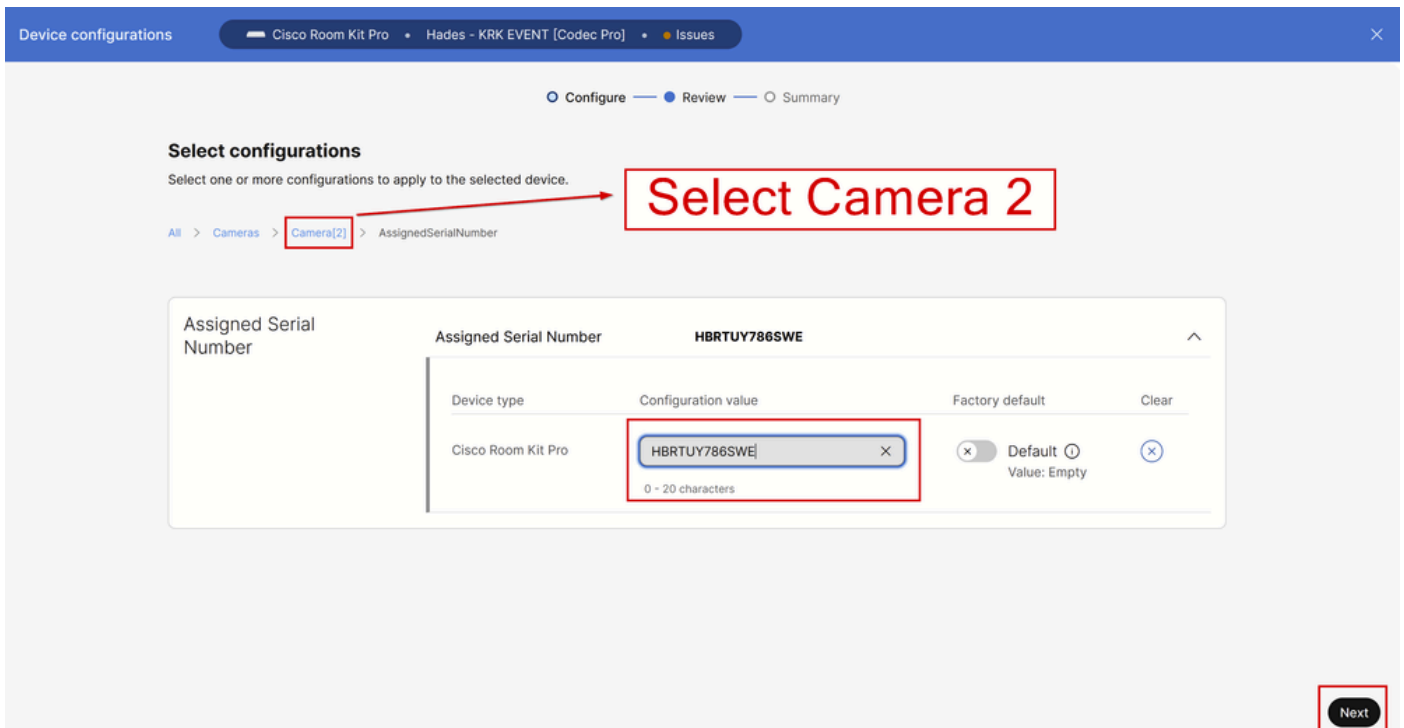 Device configurations Cisco Room Kit Pro • Hades - KRK EVENT [Codec Pro] • Issues
Configure Review Summary
Select configurations
Select one or more configurations to apply to the selected device.
Select Camera 2
All > Cameras > Camera[2] > AssignedSerialNumber
Assigned Serial
Number
Assigned Serial Number HBRTUY786SWE
Device type Configuration value Factory default Clear
Cisco Room Kit Pro HBRTUY786SWE Default
Value: Empty
0 - 20 characters
Next